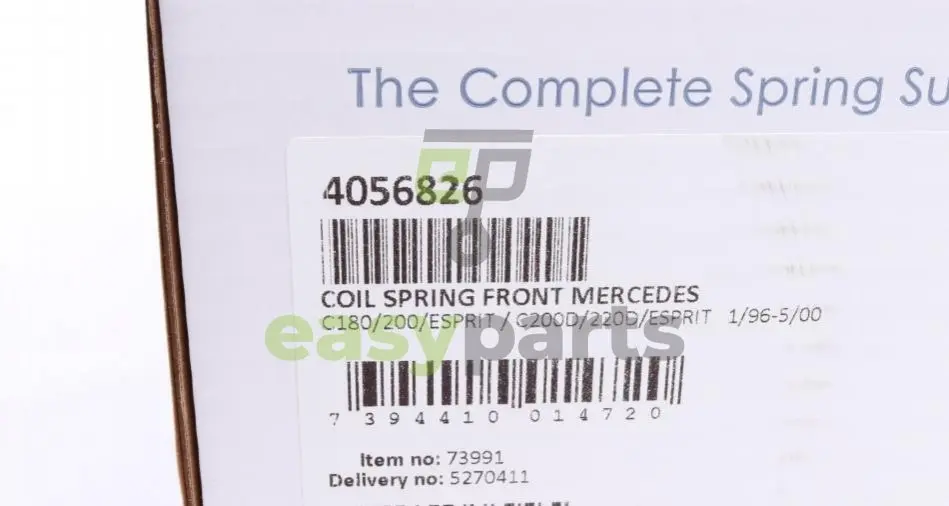 The Complete Spring Su
4056826
COIL SPRING FRONT MERCEDES
C180/200/ESPRIT / C200D/220D/ESPRIT 1/96-5/00
easyparts
7 394410 014720
Item no: 73991
Delivery no: 5270411